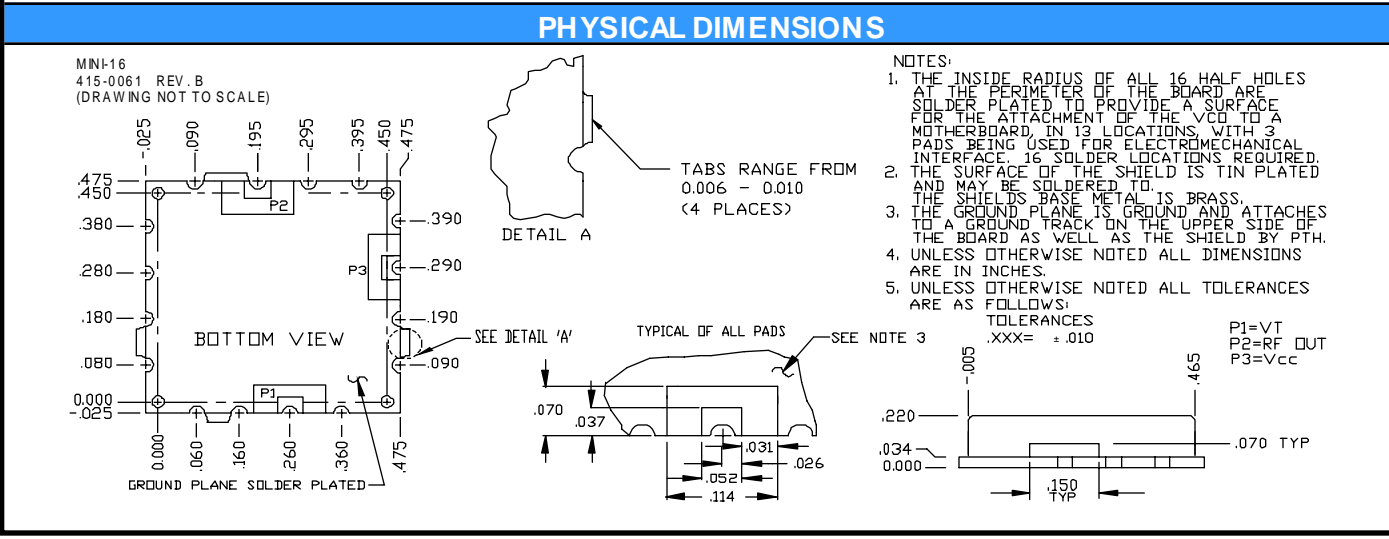 PHYSICAL DIMENSIONS
MINI-16
415-0061 REV. B
(DRAWING NOT TO SCALE)
-.025
.090
.195
.295
.395
.450
.475
.475
.450
.380
.280
.180
.080
0.000
-.025
.390
.290
.190
.090
P2
P3
P1
BOTTOM VIEW
0.000
.060
.160
.260
.360
.475
GROUND PLANE SOLDER PLATED
SEE DETAIL 'A'
DETAIL A
TABS RANGE FROM
0.006 - 0.010
(4 PLACES)
TYPICAL OF ALL PADS
SEE NOTE 3
.070
.037
.031
.026
.052
.114
NOTES:
1. THE INSIDE RADIUS OF ALL 16 HALF HOLES
AT THE PERIMETER OF THE BOARD ARE
SOLDER PLATED TO PROVIDE A SURFACE
FOR THE ATTACHMENT OF THE VCO TO A
MOTHERBOARD, IN 13 LOCATIONS, WITH 3
PADS BEING USED FOR ELECTROMECHANICAL
INTERFACE. 16 SOLDER LOCATIONS REQUIRED.
2. THE SURFACE OF THE SHIELD IS TIN PLATED
AND MAY BE SOLDERED TO.
THE SHIELDS BASE METAL IS BRASS.
3. THE GROUND PLANE IS GROUND AND ATTACHES
TO A GROUND TRACK ON THE UPPER SIDE OF
THE BOARD AS WELL AS THE SHIELD BY PTH.
4. UNLESS OTHERWISE NOTED ALL DIMENSIONS
ARE IN INCHES.
5. UNLESS OTHERWISE NOTED ALL TOLERANCES
ARE AS FOLLOWS:
TOLERANCES
.XXX= ±.010
P1=VT
P2=RF OUT
P3=Vcc
-.005
.465
.220
.034
0.000
.070 TYP
.150
TYP